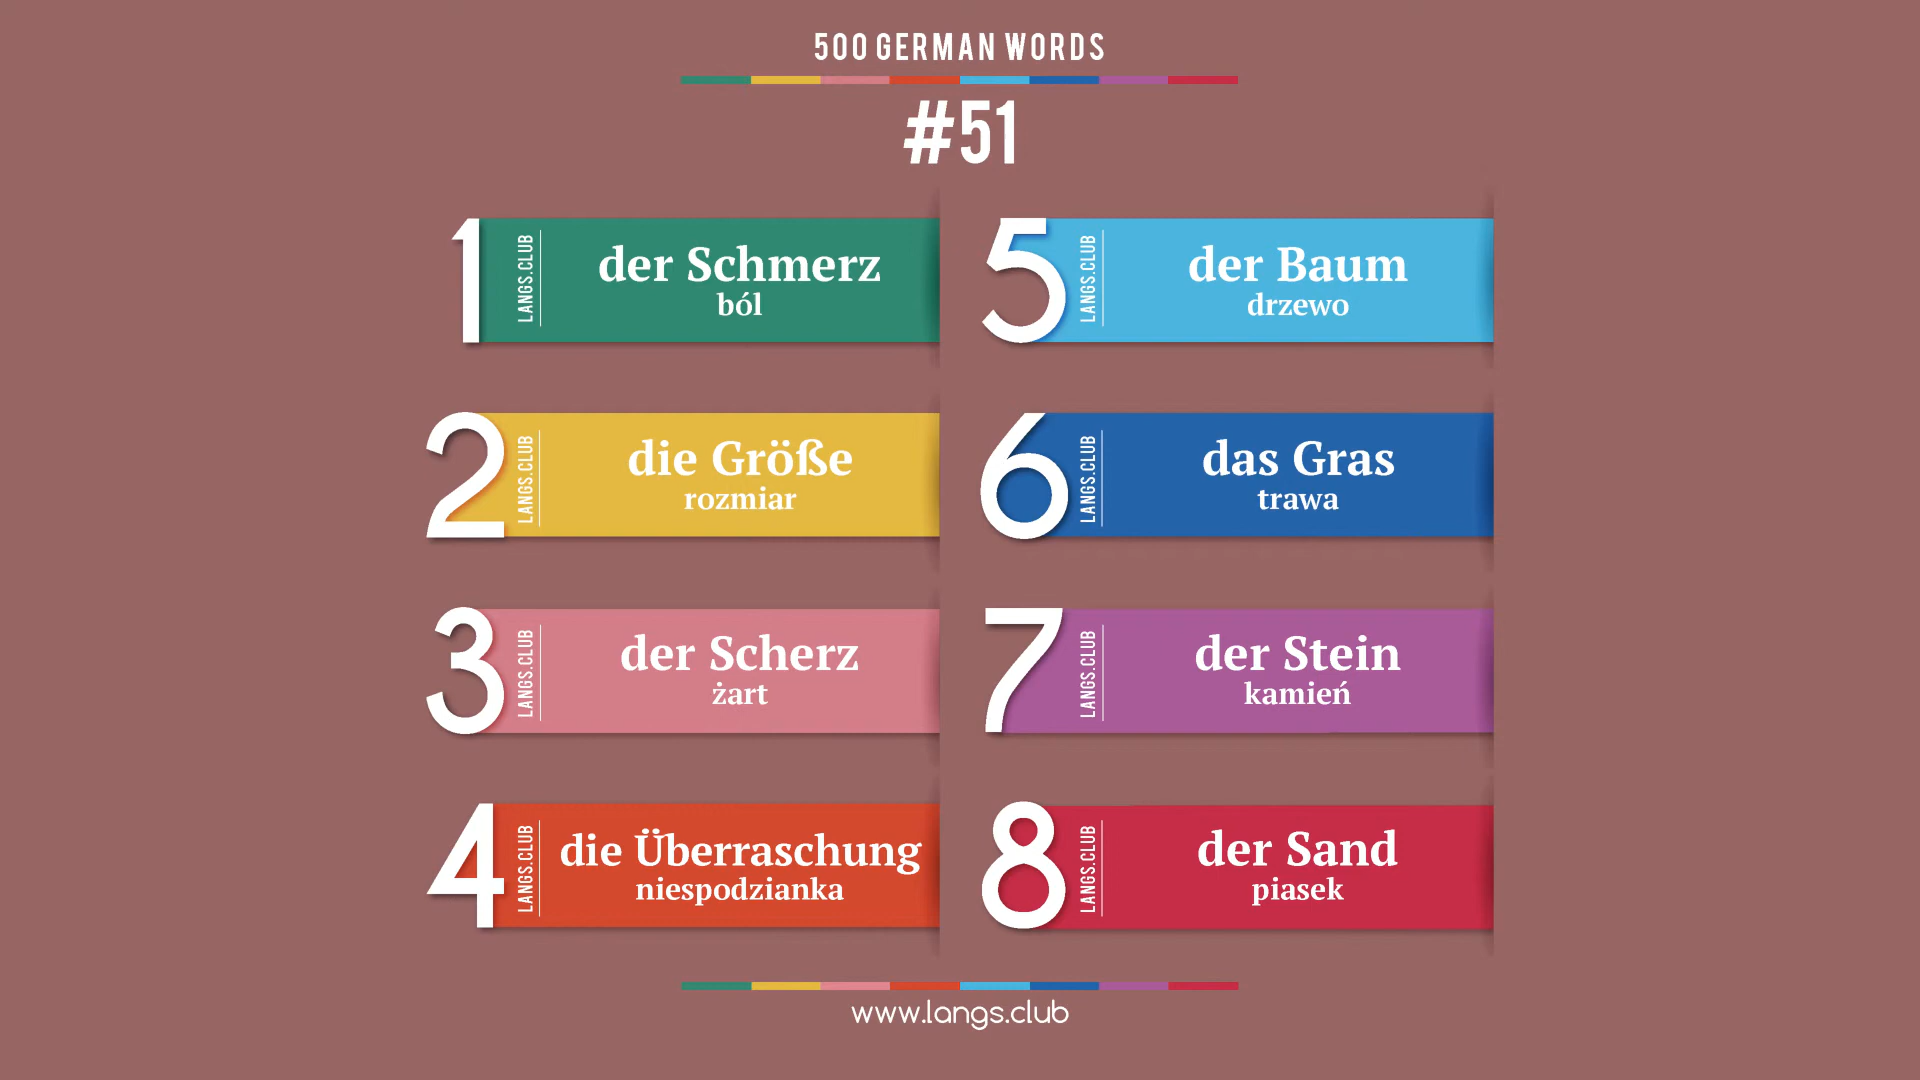 500 GERMAN WORDS
#51
1
LANGS.CLUB
der Schmerz
ból
2
LANGS.CLUB
die Größe
rozmiar
3
LANGS.CLUB
der Scherz
żart
4
LANGS.CLUB
die Überraschung
niespodzianka
5
LANGS.CLUB
der Baum
drzewo
6
LANGS.CLUB
das Gras
trawa
7
LANGS.CLUB
der Stein
kamień
8
LANGS.CLUB
der Sand
piasek
www.langs.club